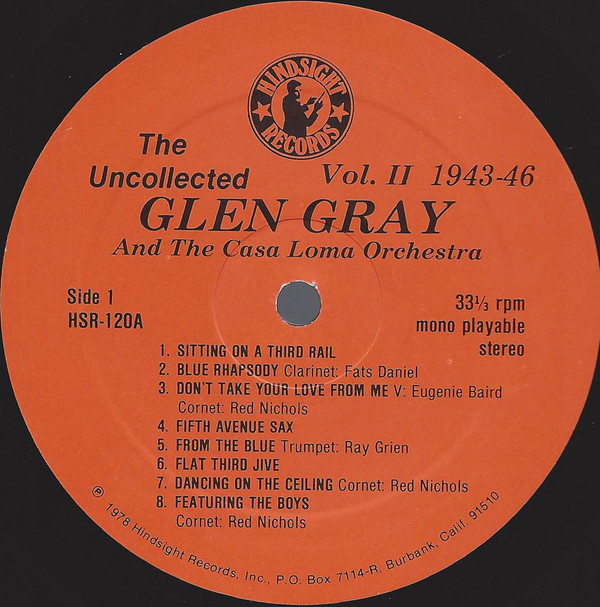 HINDSIGHT
RECORDS
The
Uncollected
Vol. II 1943-46
GLEN GRAY
And The Casa Loma Orchestra
Side 1
HSR-120A
33⅓ rpm
mono playable
stereo
1. SITTING ON A THIRD RAIL
2. BLUE RHAPSODY Clarinet: Fats Daniel
3. DON'T TAKE YOUR LOVE FROM ME V: Eugenie Baird
Cornet: Red Nichols
4. FIFTH AVENUE SAX
5. FROM THE BLUE Trumpet: Ray Grien
6. FLAT THIRD JIVE
7. DANCING ON THE CEILING Cornet: Red Nichols
8. FEATURING THE BOYS
Cornet: Red Nichols
℗ 1978 Hindsight Records, Inc., P.O. Box 7114-R, Burbank, Calif. 91510